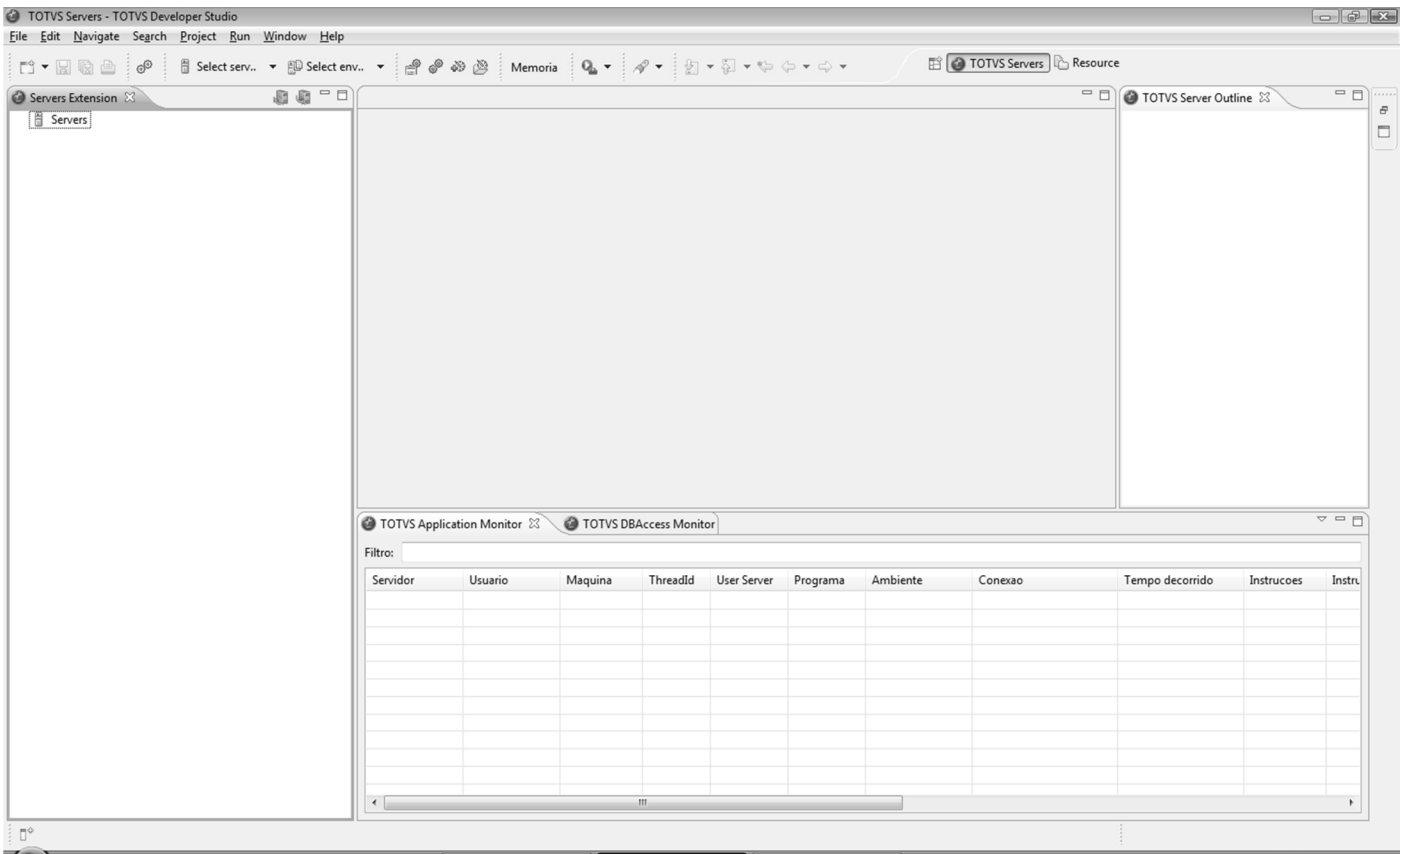 TOTVS Servers - TOTVS Developer Studio
File Edit Navigate Search Project Run Window Help
Select serv.. Select env.. Memoria TOTVS Servers Resource
Servers Extension
Servers
TOTVS Server Outline
TOTVS Application Monitor TOTVS DBAccess Monitor
Filtro:
Servidor Usuario Maquina ThreadId User Server Programa Ambiente Conexao Tempo decorrido Instrucoes Instru